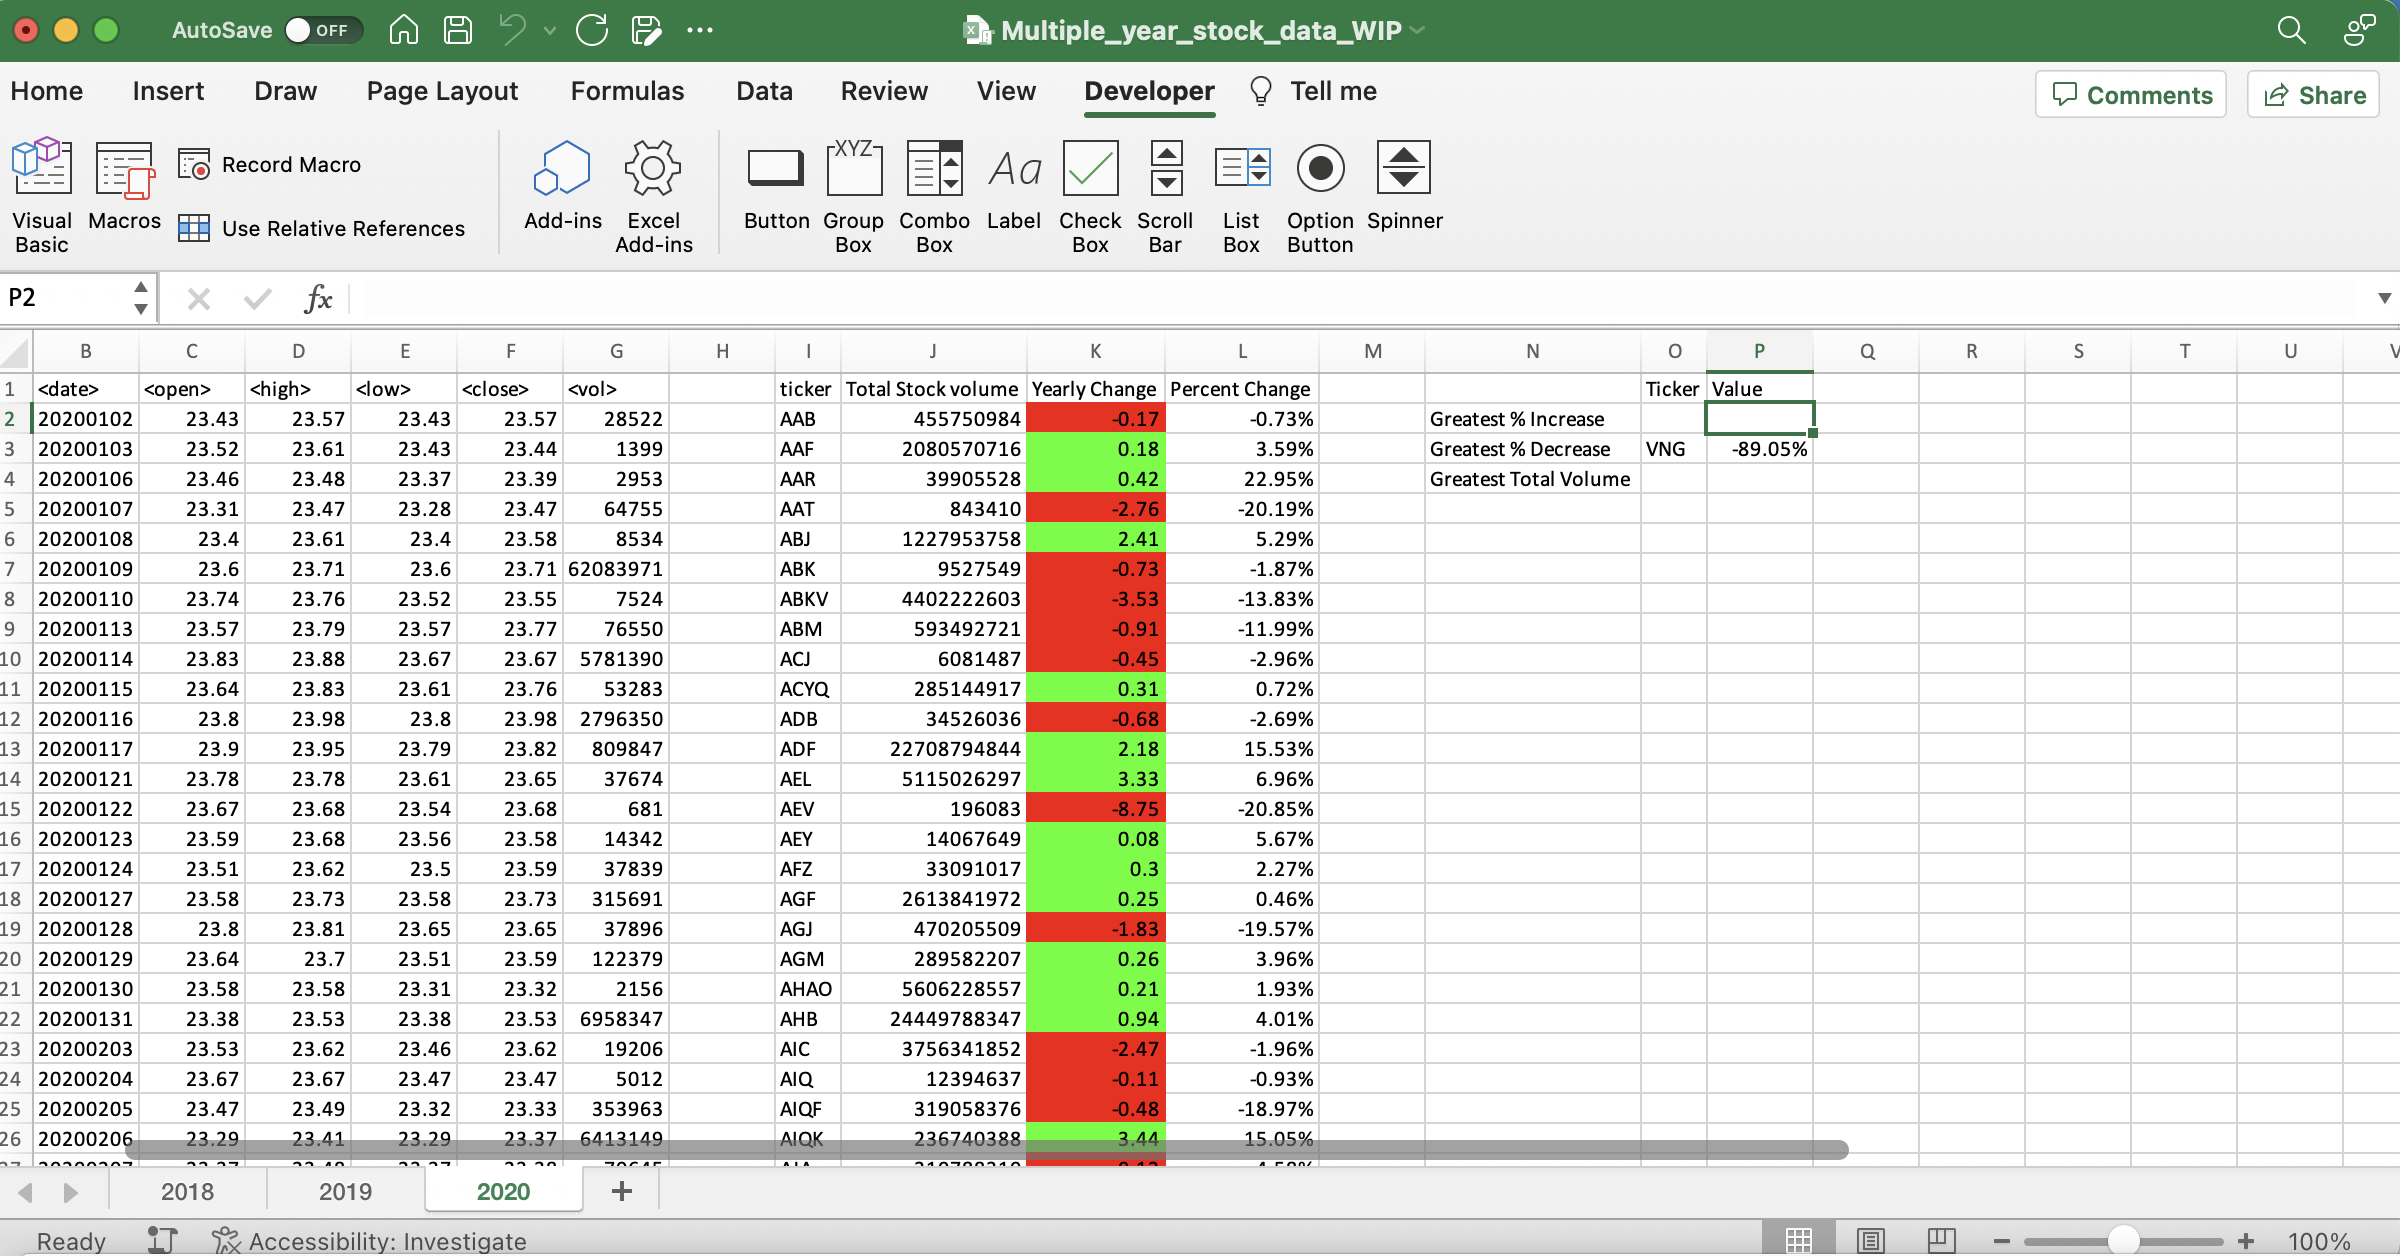 AutoSave OFF Multiple_year_stock_data_WIP
Home Insert Draw Page Layout Formulas Data Review View Developer Tell me Comments Share
Visual Basic Macros Record Macro Use Relative References Add-ins Excel Add-ins Button XYZ Group Box Combo Box Aa Label Check Box Scroll Bar List Box Option Button Spinner
P2 fx
B C D E F G H I J K L M N O P Q R S T U V
1 <date> <open> <high> <low> <close> <vol> ticker Total Stock volume Yearly Change Percent Change Ticker Value
2 20200102 23.43 23.57 23.43 23.57 28522 AAB 455750984 -0.17 -0.73% Greatest % Increase
3 20200103 23.52 23.61 23.43 23.44 1399 AAF 2080570716 0.18 3.59% Greatest % Decrease VNG -89.05%
4 20200106 23.46 23.48 23.37 23.39 2953 AAR 39905528 0.42 22.95% Greatest Total Volume
5 20200107 23.31 23.47 23.28 23.47 64755 AAT 843410 -2.76 -20.19%
6 20200108 23.4 23.61 23.4 23.58 8534 ABJ 1227953758 2.41 5.29%
7 20200109 23.6 23.71 23.6 23.71 62083971 ABK 9527549 -0.73 -1.87%
8 20200110 23.74 23.76 23.52 23.55 7524 ABKV 4402222603 -3.53 -13.83%
9 20200113 23.57 23.79 23.57 23.77 76550 ABM 593492721 -0.91 -11.99%
10 20200114 23.83 23.88 23.67 23.67 5781390 ACJ 6081487 -0.45 -2.96%
11 20200115 23.64 23.83 23.61 23.76 53283 ACYQ 285144917 0.31 0.72%
12 20200116 23.8 23.98 23.8 23.98 2796350 ADB 34526036 -0.68 -2.69%
13 20200117 23.9 23.95 23.79 23.82 809847 ADF 22708794844 2.18 15.53%
14 20200121 23.78 23.78 23.61 23.65 37674 AEL 5115026297 3.33 6.96%
15 20200122 23.67 23.68 23.54 23.68 681 AEV 196083 -8.75 -20.85%
16 20200123 23.59 23.68 23.56 23.58 14342 AEY 14067649 0.08 5.67%
17 20200124 23.51 23.62 23.5 23.59 37839 AFZ 33091017 0.3 2.27%
18 20200127 23.58 23.73 23.58 23.73 315691 AGF 2613841972 0.25 0.46%
19 20200128 23.8 23.81 23.65 23.65 37896 AGJ 470205509 -1.83 -19.57%
20 20200129 23.64 23.7 23.51 23.59 122379 AGM 289582207 0.26 3.96%
21 20200130 23.58 23.58 23.31 23.32 2156 AHAO 5606228557 0.21 1.93%
22 20200131 23.38 23.53 23.38 23.53 6958347 AHB 24449788347 0.94 4.01%
23 20200203 23.53 23.62 23.46 23.62 19206 AIC 3756341852 -2.47 -1.96%
24 20200204 23.67 23.67 23.47 23.47 5012 AIQ 12394637 -0.11 -0.93%
25 20200205 23.47 23.49 23.32 23.33 353963 AIQF 319058376 -0.48 -18.97%
26 20200206 23.29 23.41 23.29 23.37 6413149 AIQK 236740388 3.44 15.05%
2018 2019 2020
Ready Accessibility: Investigate 100%